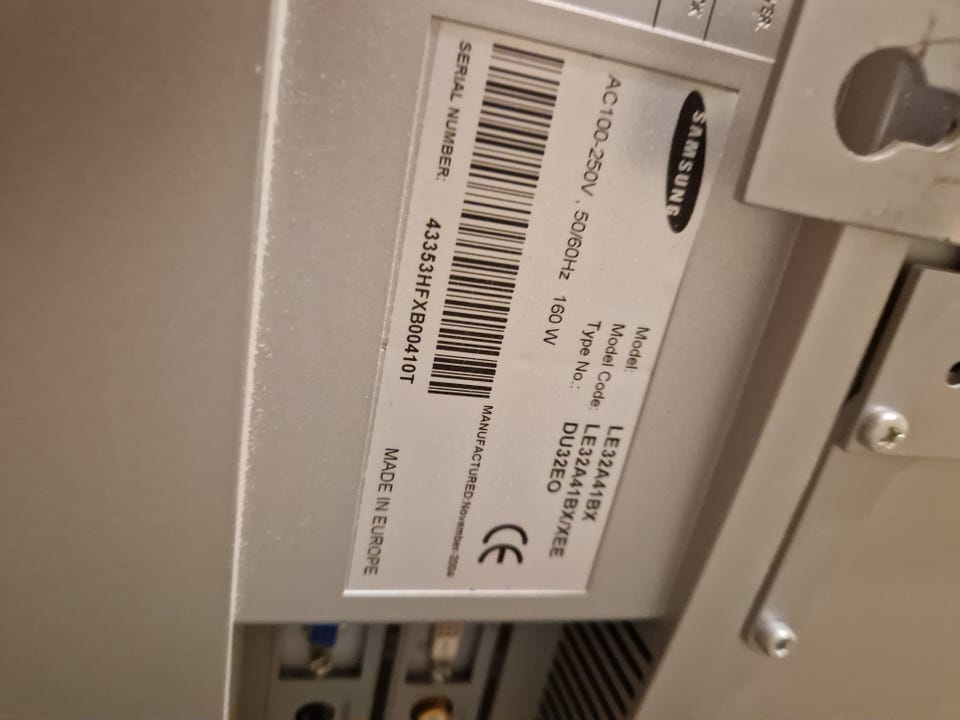 SAMSUNG
Model: LE32A41BX
Model Code: LE32A41BX/XEE
Type No.: DU32EO
AC100-250V , 50/60Hz 160 W
MANUFACTURED:November-2004
SERIAL NUMBER: 43353HFXB00410T
MADE IN EUROPE
CE